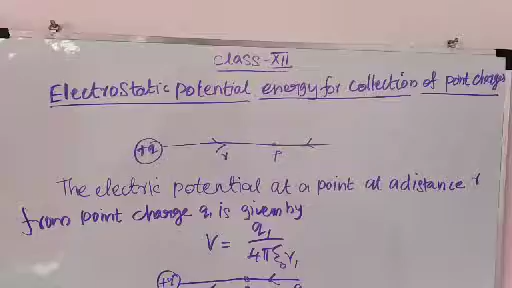 Class-XII
Electrostatic potential energy for collection of point charges
+q r P
The electric potential at a point at a distance r
from point charge q₁ is given by
V = q₁ / 4πε₀r₁
+q